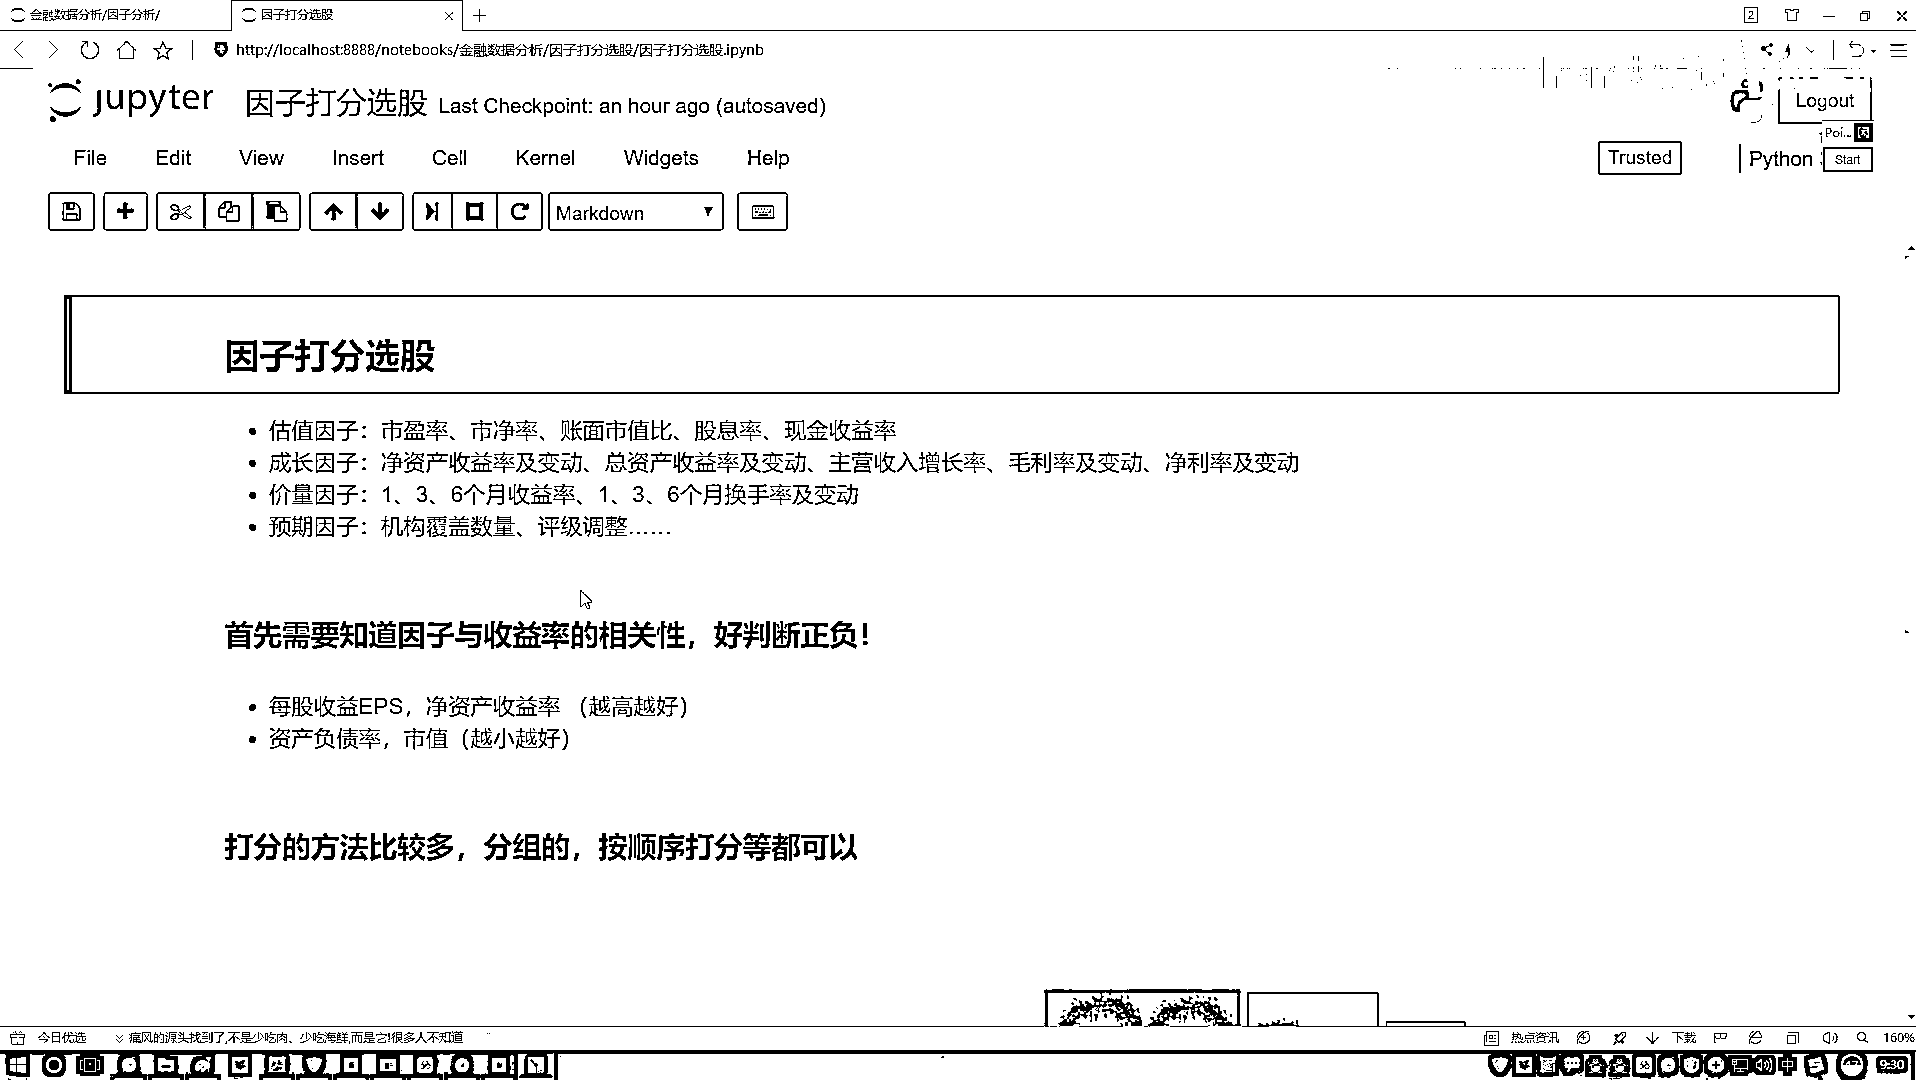 金融数据分析/因子分析/
因子打分选股
2
http://localhost:8888/notebooks/金融数据分析/因子打分选股/因子打分选股.ipynb
jupyter 因子打分选股 Last Checkpoint: an hour ago (autosaved)
Logout
Poi...
File Edit View Insert Cell Kernel Widgets Help
Trusted
Python
Start
Markdown
因子打分选股
• 估值因子：市盈率、市净率、账面市值比、股息率、现金收益率
• 成长因子：净资产收益率及变动、总资产收益率及变动、主营收入增长率、毛利率及变动、净利率及变动
• 价量因子：1、3、6个月收益率、1、3、6个月换手率及变动
• 预期因子：机构覆盖数量、评级调整……
首先需要知道因子与收益率的相关性，好判断正负！
• 每股收益EPS，净资产收益率 （越高越好）
• 资产负债率，市值（越小越好）
打分的方法比较多，分组的，按顺序打分等都可以
今日优选
痛风的源头找到了,不是少吃肉、少吃海鲜,而是它!很多人不知道
热点资讯
下载
160%
中
9:30